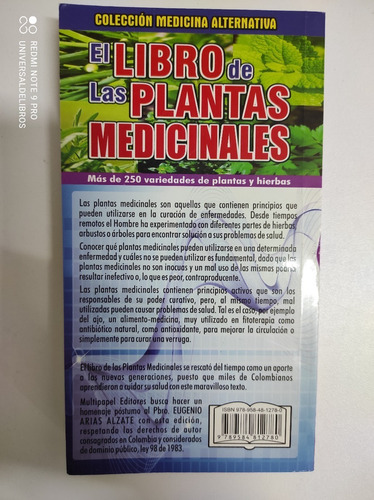 COLECCIÓN MEDICINA ALTERNATIVA
El LIBRO de
Las PLANTAS
MEDICINALES
Más de 250 variedades de plantas y hierbas
Las plantas medicinales son aquellas que contienen principios que
pueden utilizarse en la curación de enfermedades. Desde tiempos
remotos el Hombre ha experimentado con diferentes partes de hierbas
arbustos o árboles para encontrar solución a sus problemas de salud.
Conocer qué plantas medicinales pueden utilizarse en una determinada
enfermedad y cuáles no se pueden utilizar es fundamental, dado que las
plantas medicinales no son inocuas y un mal uso de las mismas podría
resultar inefectivo o, lo que es peor, contraproducente.
Las plantas medicinales contienen principios activos que son los
responsables de su poder curativo, pero, al mismo tiempo, mal
utilizadas pueden causar problemas de salud. Tal es el caso, por ejemplo
del ajo, un alimento-medicina, muy utilizado en fitoterapia como
antibiótico natural, como antioxidante, para mejorar la circulación o
simplemente para curar una verruga.
El libro de las Plantas Medicinales se rescató del tiempo como un aporte
a las nuevas generaciones, puesto que miles de Colombianos
aprendieron a cuidar su salud con este maravilloso texto.
Multipapel Editores busca hacer un
homenaje póstumo al Pbro. EUGENIO
ARIAS ALZATE con esta edición,
respetando los derechos de autor
consagrados en Colombia y considerados
de dominio público, ley 98 de 1983.
ISBN 978-958-48-1278-0
9 789584 812780
REDMI NOTE 9 PRO
UNIVERSALDELIBROS